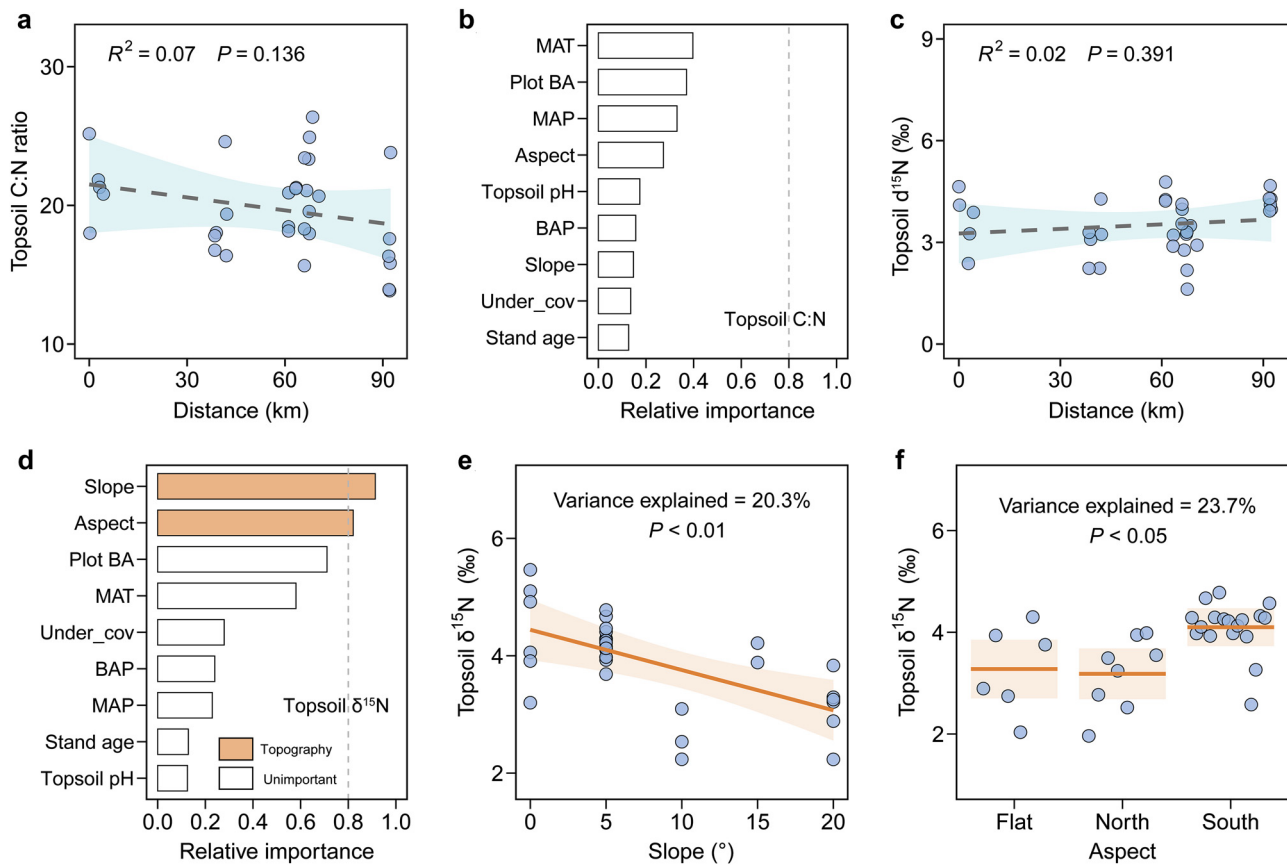 a
R² = 0.07 P = 0.136
Topsoil C:N ratio
30
20
10
0 30 60 90
Distance (km)
b
MAT
Plot BA
MAP
Aspect
Topsoil pH
BAP
Slope
Under_cov
Stand age
Topsoil C:N
0.0 0.2 0.4 0.6 0.8 1.0
Relative importance
c
R² = 0.02 P = 0.391
Topsoil d¹⁵N (‰)
9
6
3
0
0 30 60 90
Distance (km)
d
Slope
Aspect
Plot BA
MAT
Under_cov
BAP
MAP
Stand age
Topsoil pH
Topsoil δ¹⁵N
Topography
Unimportant
0.0 0.2 0.4 0.6 0.8 1.0
Relative importance
e
Variance explained = 20.3%
P < 0.01
Topsoil δ¹⁵N (‰)
6
4
2
0 5 10 15 20
Slope (°)
f
Variance explained = 23.7%
P < 0.05
Topsoil δ¹⁵N (‰)
6
4
2
Flat North South
Aspect